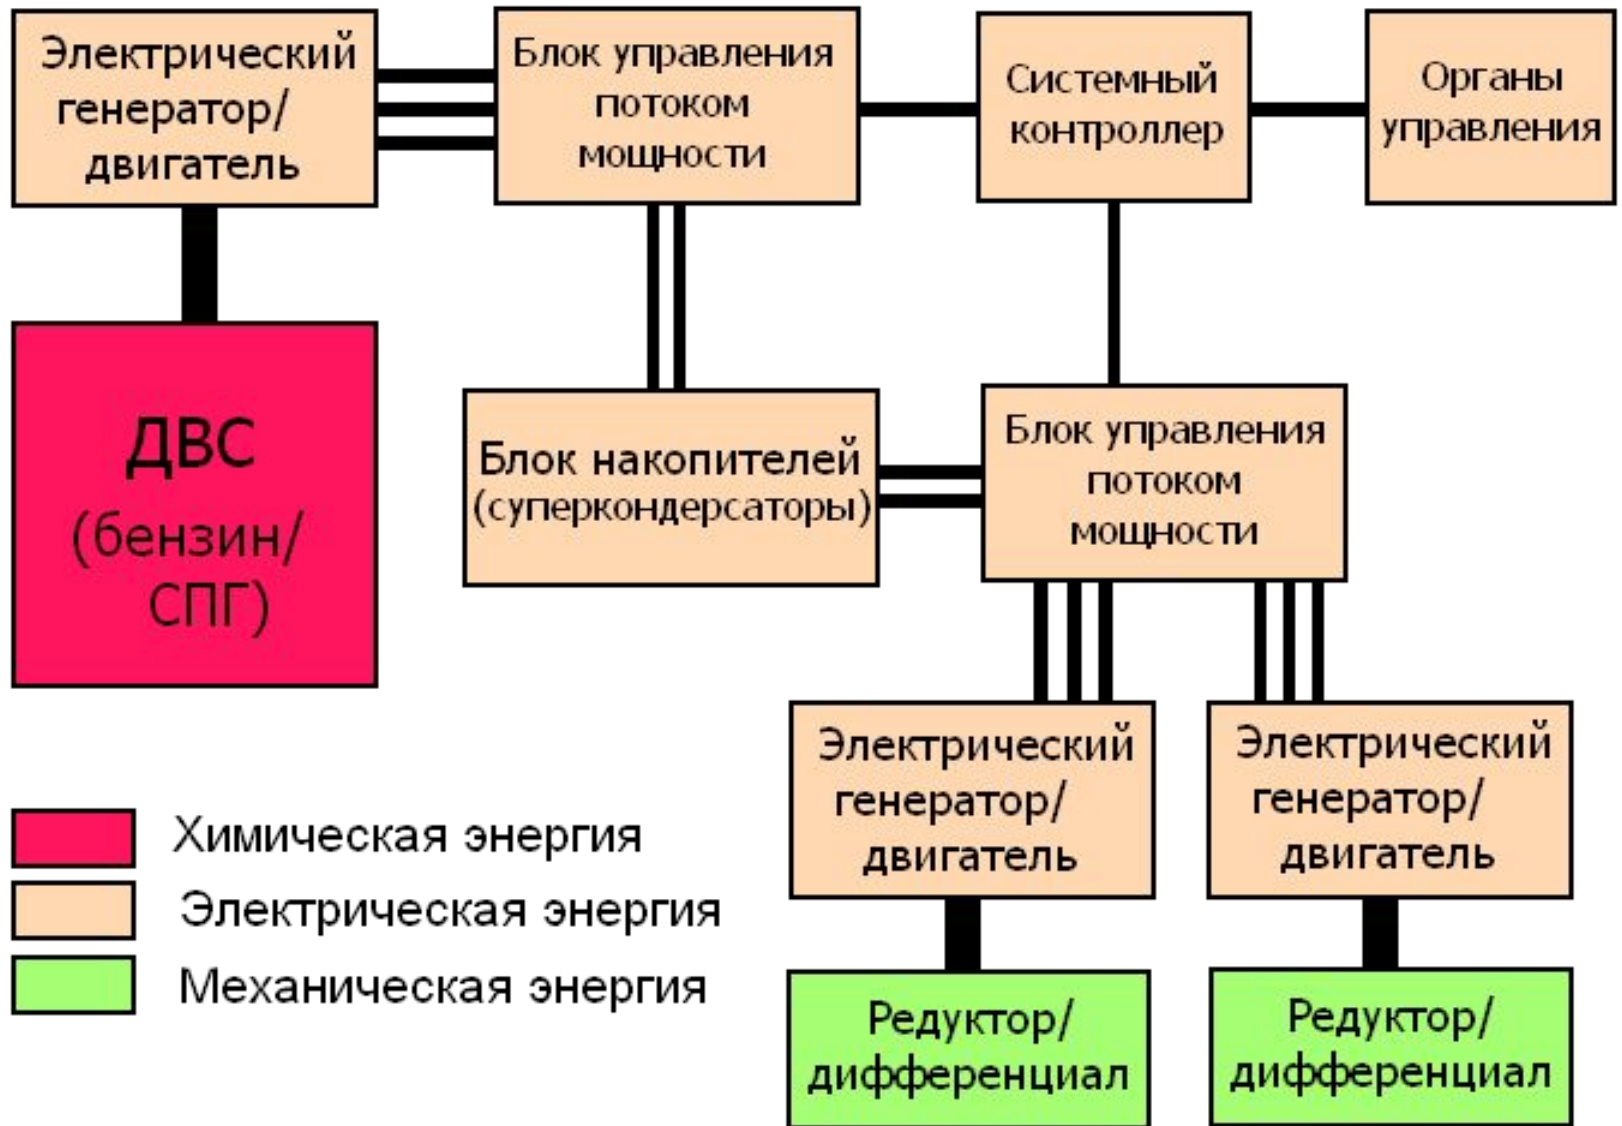 Электрический
генератор/
двигатель
Блок управления
потоком
мощности
Системный
контроллер
Органы
управления
ДВС
(бензин/
СПГ)
Блок накопителей
(суперкондерсаторы)
Блок управления
потоком
мощности
Электрический
генератор/
двигатель
Электрический
генератор/
двигатель
Редуктор/
дифференциал
Редуктор/
дифференциал
Химическая энергия
Электрическая энергия
Механическая энергия